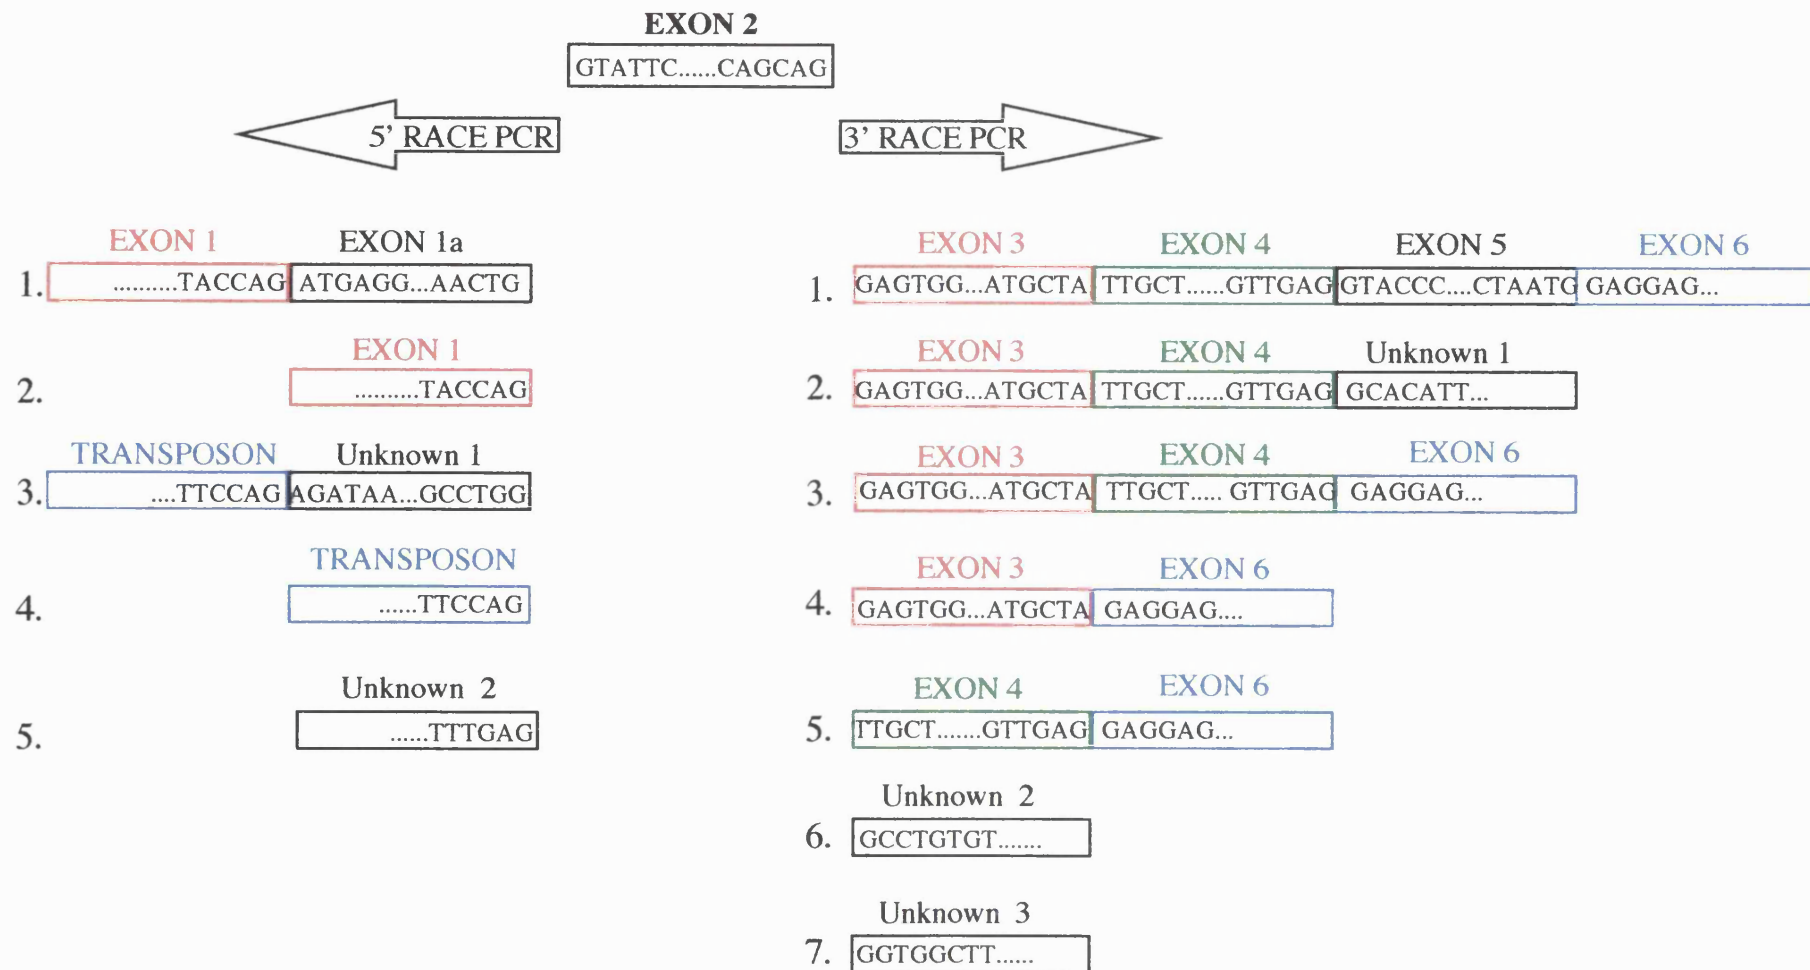 EXON 2
GTATTC......CAGCAG
5' RACE PCR
3' RACE PCR
EXON 1 EXON 1a
1. ..........TACCAG ATGAGG...AACTG
EXON 1
2. ..........TACCAG
TRANSPOSON Unknown 1
3. ....TTCCAG AGATAA...GCCTGG
TRANSPOSON
4. ......TTCCAG
Unknown 2
5. ......TTTGAG
EXON 3 EXON 4 EXON 5 EXON 6
1. GAGTGG...ATGCTA TTGCT......GTTGAG GTACCC....CTAATG GAGGAG...
EXON 3 EXON 4 Unknown 1
2. GAGTGG...ATGCTA TTGCT......GTTGAG GCACATT...
EXON 3 EXON 4 EXON 6
3. GAGTGG...ATGCTA TTGCT..... GTTGAG GAGGAG...
EXON 3 EXON 6
4. GAGTGG...ATGCTA GAGGAG....
EXON 4 EXON 6
5. TTGCT.......GTTGAG GAGGAG...
Unknown 2
6. GCCTGTGT.......
Unknown 3
7. GGTGGCTT......